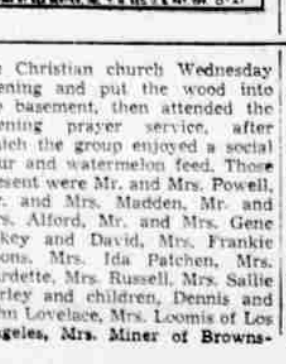 Christian church Wednesday
ening and put the wood into
basement, then attended the
ening prayer service, after
ich the group enjoyed a social
ur and watermelon feed. Those
esent were Mr. and Mrs. Powell,
r. and Mrs. Madden, Mr. and
rs. Alford, Mr. and Mrs. Gene
key and David, Mrs. Frankie
ons, Mrs. Ida Patchen, Mrs.
rdette, Mrs. Russell, Mrs. Sallie
rley and children, Dennis and
hn Lovelace, Mrs. Loomis of Los
ngeles, Mrs. Miner of Browns-